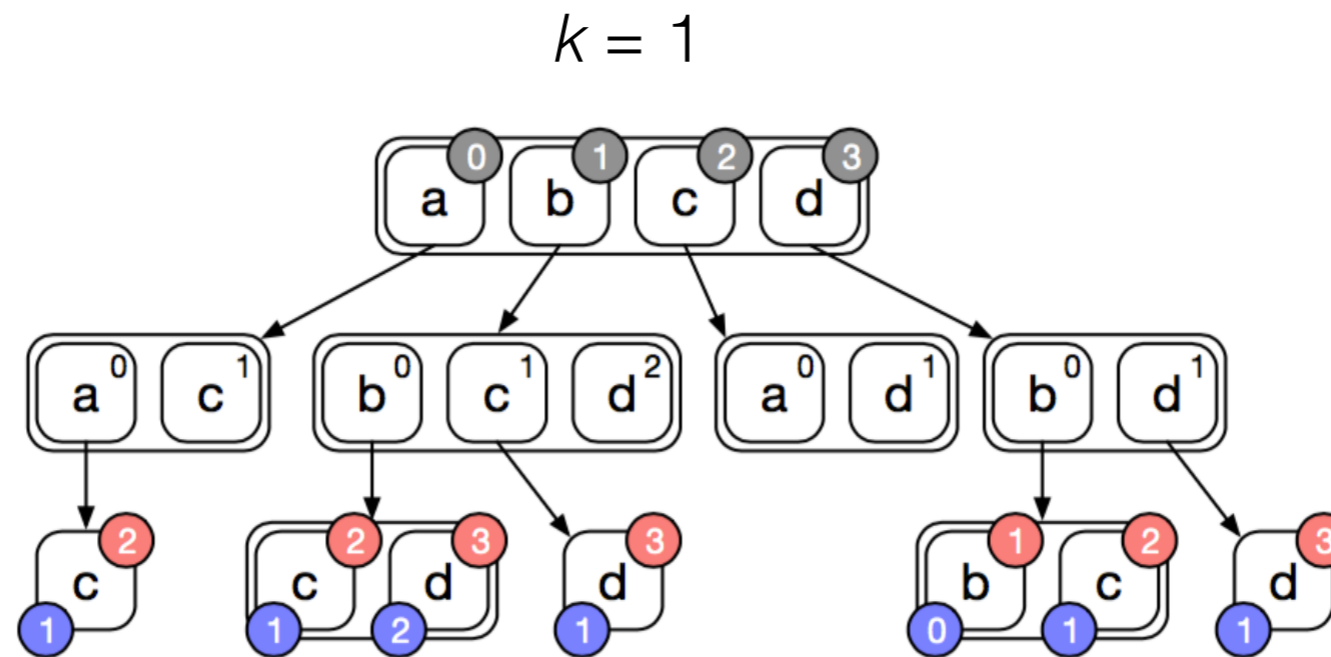 k = 1
a 0 b 1 c 2 d 3
a 0 c 1 b 0 c 1 d 2 a 0 d 1 b 0 d 1
2 2 3 3 1 2 3
c c d d b c d
1 1 2 1 0 1 1